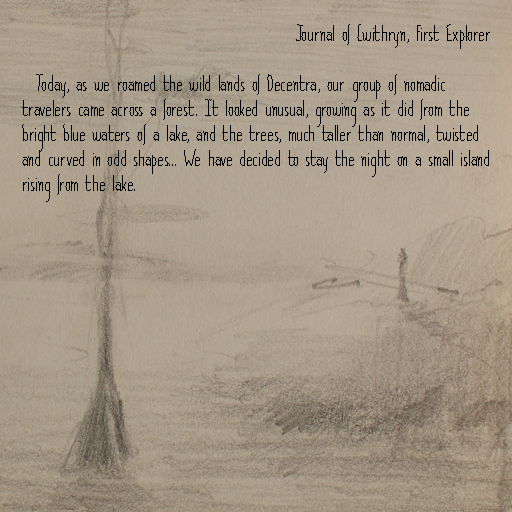 Journal of Cwithryn, First Explorer
Today, as we roamed the wild lands of Decentra, our group of nomadic
travelers came across a forest. It looked unusual, growing as it did from the
bright blue waters of a lake, and the trees, much taller than normal, twisted
and curved in odd shapes... We have decided to stay the night on a small island
rising from the lake.